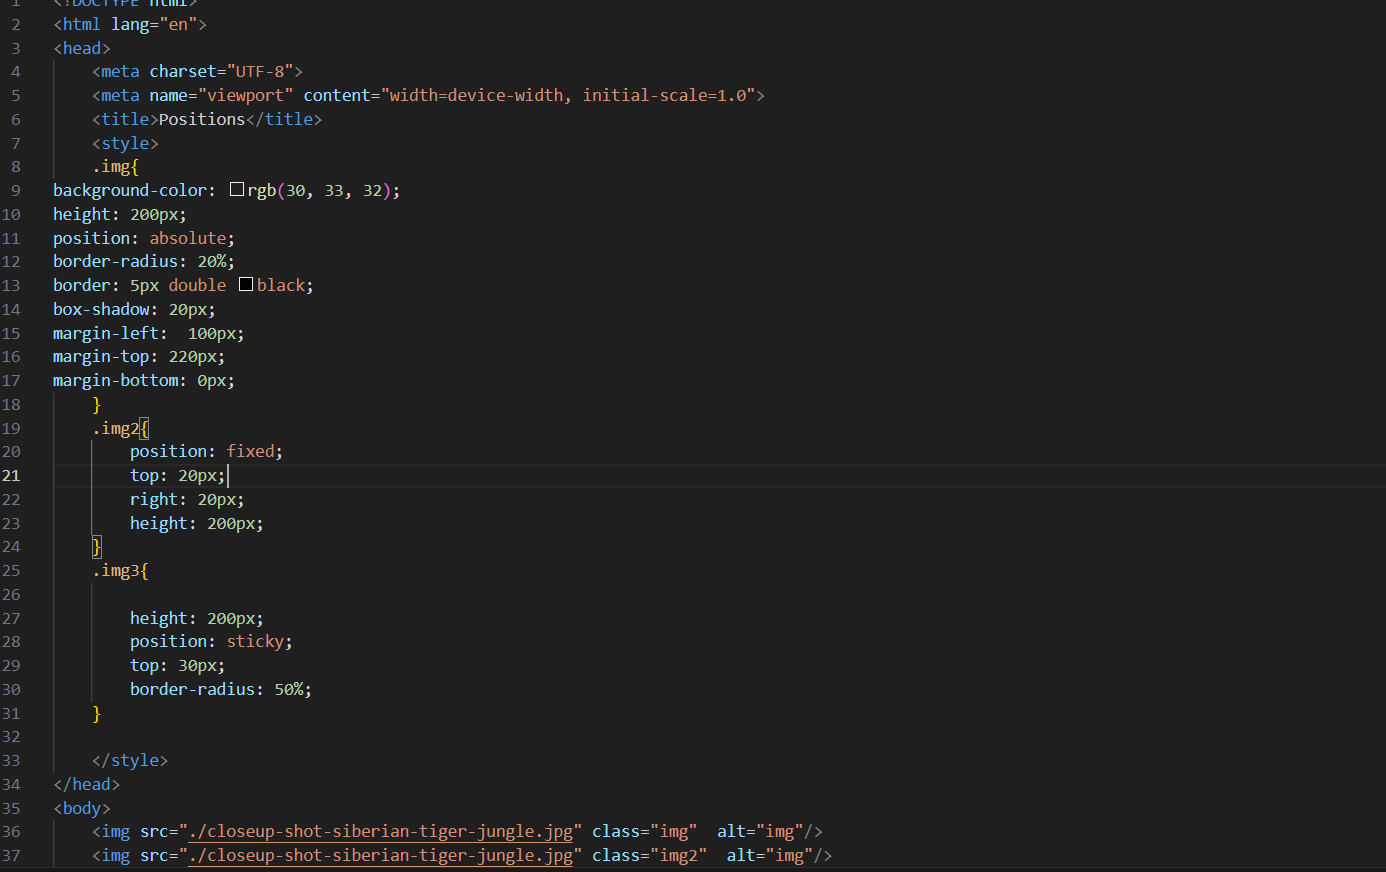 1 <!DOCTYPE html>
2 <html lang="en">
3 <head>
4 <meta charset="UTF-8">
5 <meta name="viewport" content="width=device-width, initial-scale=1.0">
6 <title>Positions</title>
7 <style>
8 .img{
9 background-color: rgb(30, 33, 32);
10 height: 200px;
11 position: absolute;
12 border-radius: 20%;
13 border: 5px double black;
14 box-shadow: 20px;
15 margin-left:  100px;
16 margin-top: 220px;
17 margin-bottom: 0px;
18 }
19 .img2{
20 position: fixed;
21 top: 20px;
22 right: 20px;
23 height: 200px;
24 }
25 .img3{
26
27 height: 200px;
28 position: sticky;
29 top: 30px;
30 border-radius: 50%;
31 }
32
33 </style>
34 </head>
35 <body>
36 <img src="./closeup-shot-siberian-tiger-jungle.jpg" class="img"  alt="img"/>
37 <img src="./closeup-shot-siberian-tiger-jungle.jpg" class="img2"  alt="img"/>